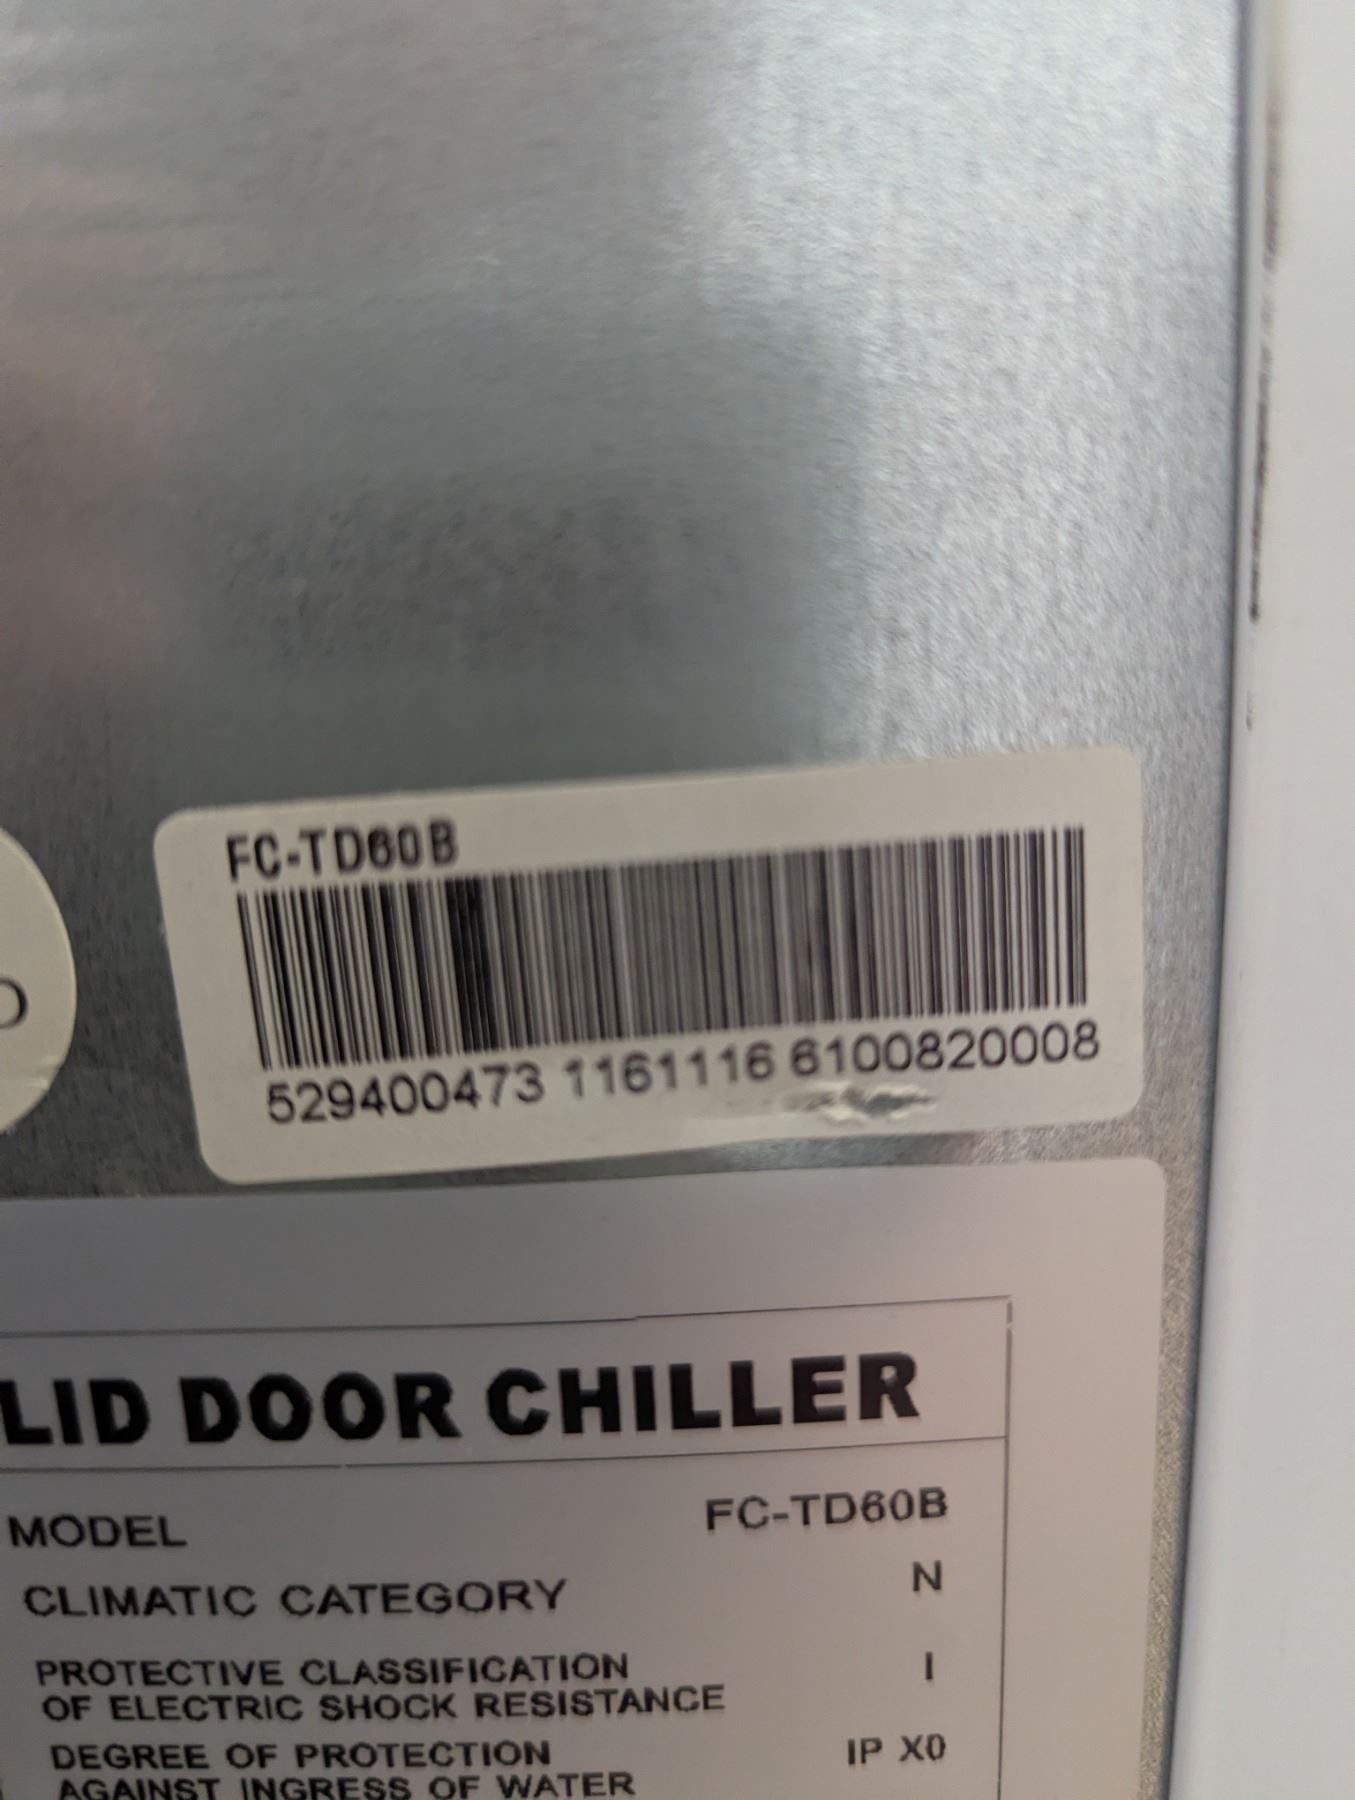 FC-TD60B
529400473 1161116 6100820008
LID DOOR CHILLER
MODEL FC-TD60B
CLIMATIC CATEGORY N
PROTECTIVE CLASSIFICATION I
OF ELECTRIC SHOCK RESISTANCE
DEGREE OF PROTECTION IP X0
AGAINST INGRESS OF WATER